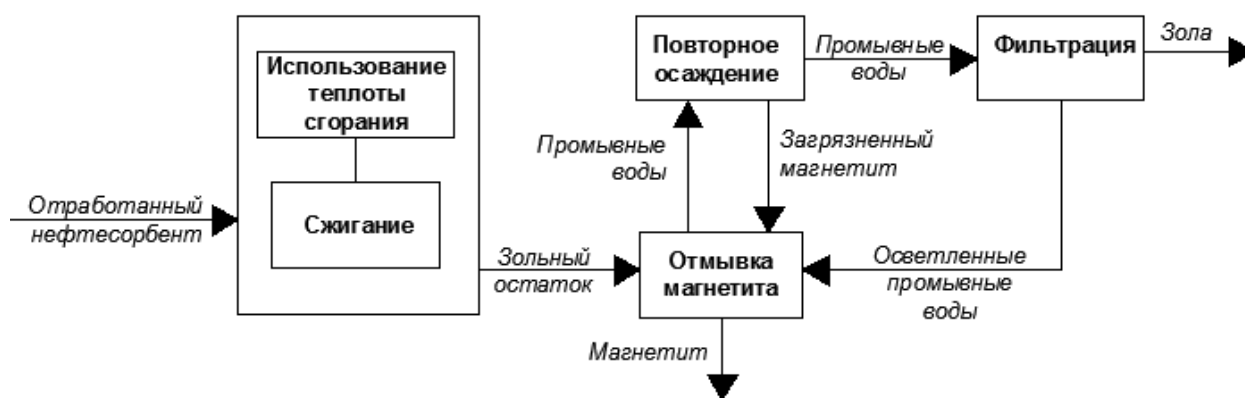 Отработанный
нефтесорбент
Использование
теплоты
сгорания
Сжигание
Зольный
остаток
Повторное
осаждение
Промывные
воды
Фильтрация
Зола
Промывные
воды
Загрязненный
магнетит
Отмывка
магнетита
Осветленные
промывные
воды
Магнетит